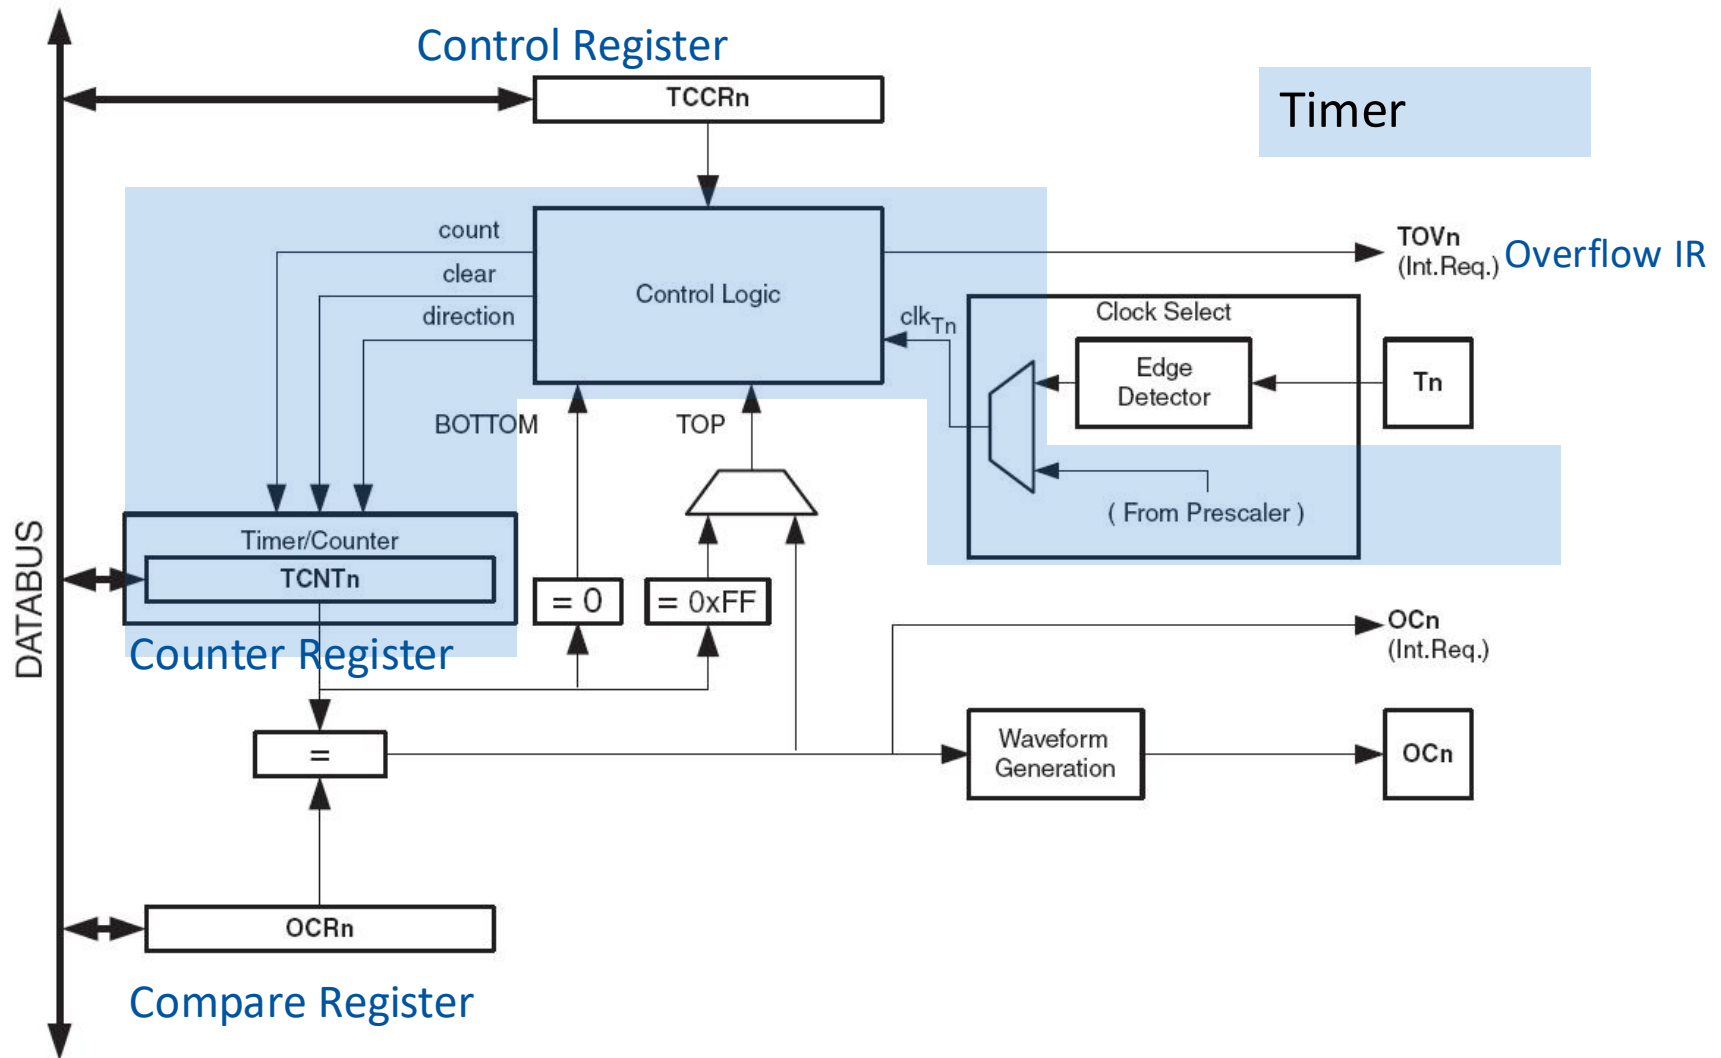 Control Register
TCCRn
Timer
count
clear
direction
Control Logic
TOVn
(Int.Req.)
Overflow IR
clkTn
Clock Select
Edge
Detector
Tn
BOTTOM
TOP
( From Prescaler )
Timer/Counter
TCNTn
= 0
= 0xFF
DATABUS
Counter Register
OCn
(Int.Req.)
=
Waveform
Generation
OCn
OCRn
Compare Register